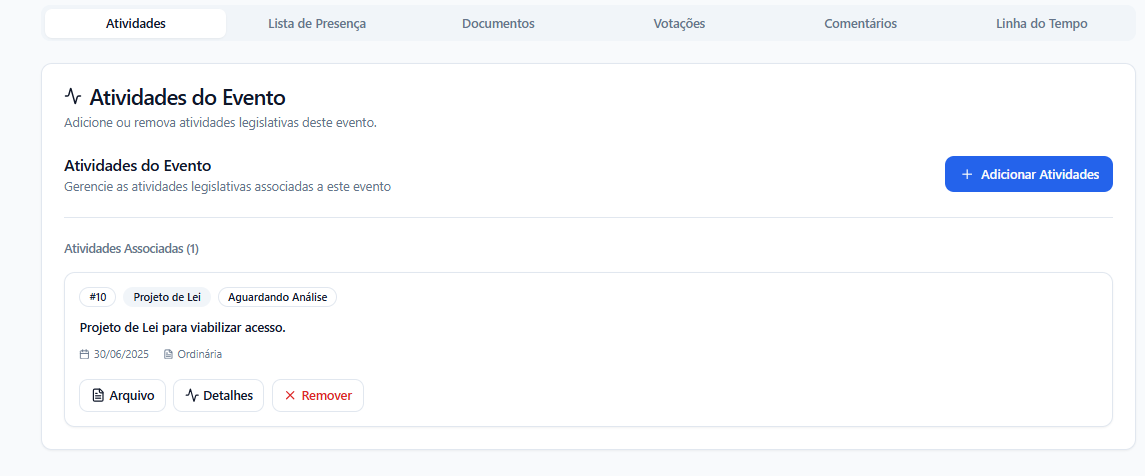 Atividades Lista de Presença Documentos Votações Comentários Linha do Tempo
Atividades do Evento
Adicione ou remova atividades legislativas deste evento.
Atividades do Evento
Gerencie as atividades legislativas associadas a este evento
+ Adicionar Atividades
Atividades Associadas (1)
#10 Projeto de Lei Aguardando Análise
Projeto de Lei para viabilizar acesso.
30/06/2025 Ordinária
Arquivo Detalhes Remover